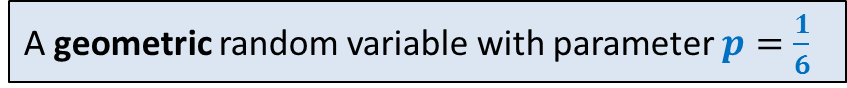 A geometric random variable with parameter p = 1/6